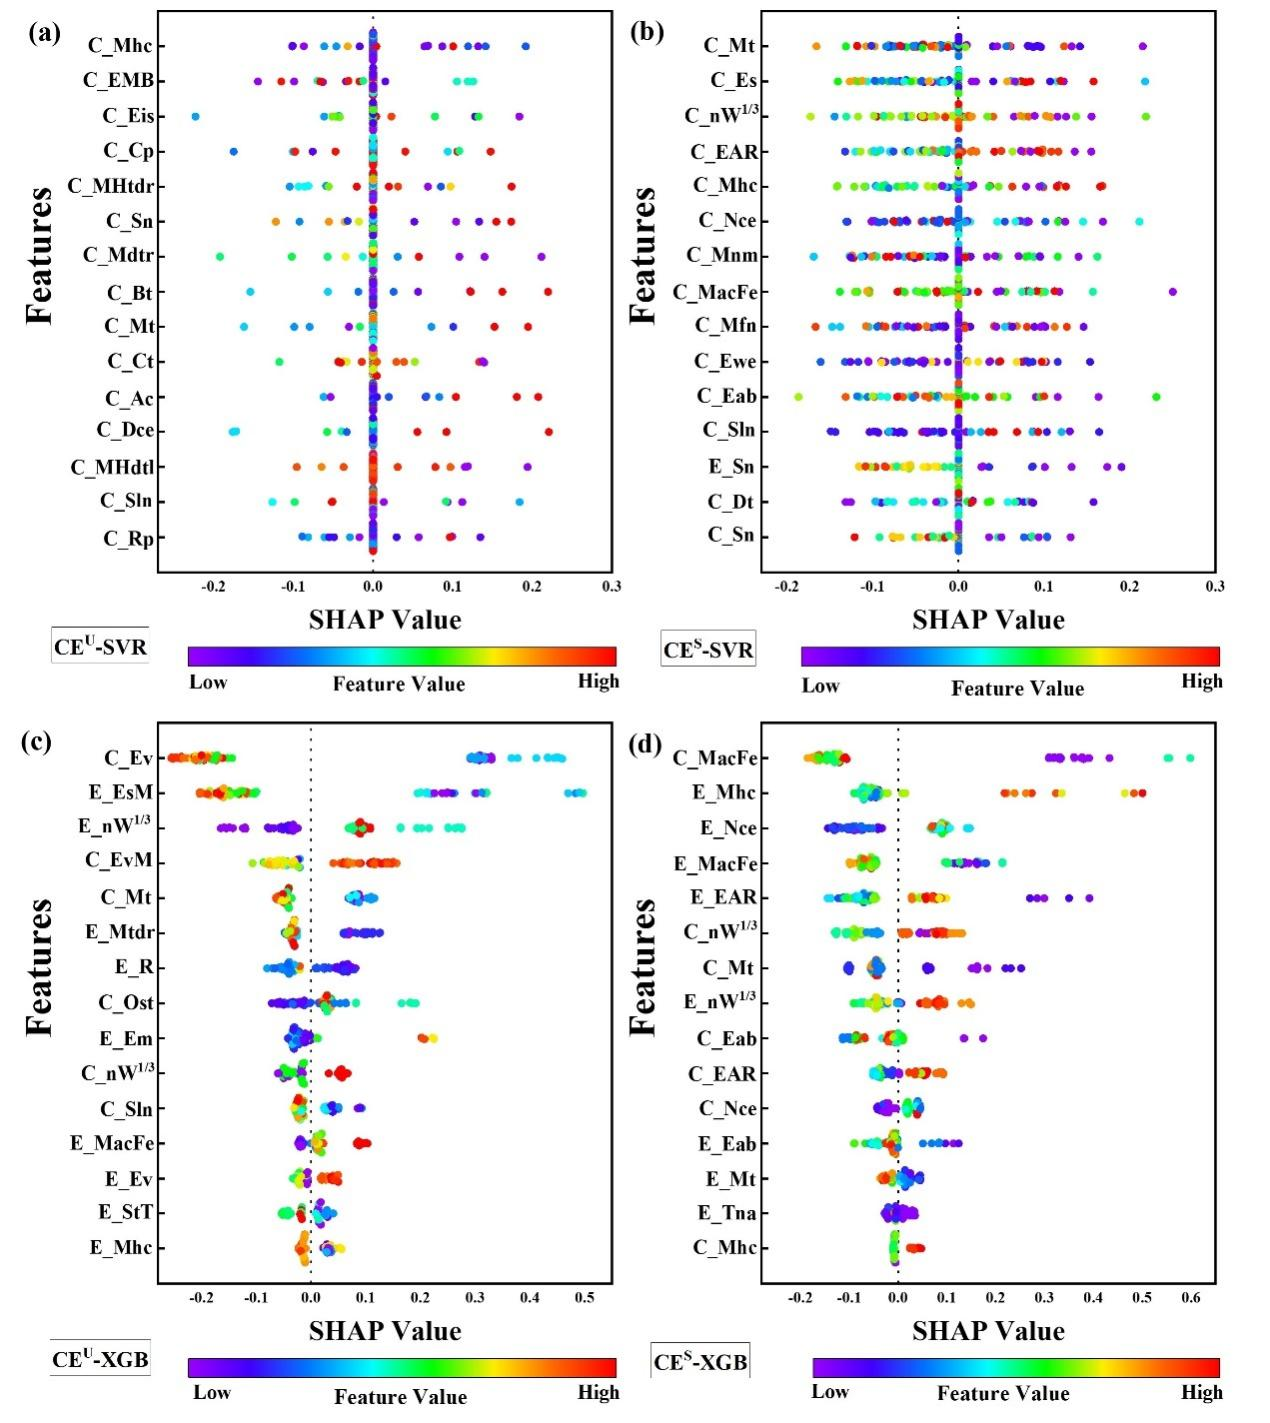 (a)
Features
C_Mhc
C_EMB
C_Eis
C_Cp
C_MHtdr
C_Sn
C_Mdtr
C_Bt
C_Mt
C_Ct
C_Ac
C_Dce
C_MHdtl
C_Sln
C_Rp
-0.2 -0.1 0.0 0.1 0.2 0.3
SHAP Value
CE^U-SVR
Low Feature Value High
(b)
Features
C_Mt
C_Es
C_nW^1/3
C_EAR
C_Mhc
C_Nce
C_Mnm
C_MacFe
C_Mfn
C_Ewe
C_Eab
C_Sln
E_Sn
C_Dt
C_Sn
-0.2 -0.1 0.0 0.1 0.2 0.3
SHAP Value
CE^S-SVR
Low Feature Value High
(c)
Features
C_Ev
E_EsM
E_nW^1/3
C_EvM
C_Mt
E_Mtdr
E_R
C_Ost
E_Em
C_nW^1/3
C_Sln
E_MacFe
E_Ev
E_StT
E_Mhc
-0.2 -0.1 0.0 0.1 0.2 0.3 0.4 0.5
SHAP Value
CE^U-XGB
Low Feature Value High
(d)
Features
C_MacFe
E_Mhc
E_Nce
E_MacFe
E_EAR
C_nW^1/3
C_Mt
E_nW^1/3
C_Eab
C_EAR
C_Nce
E_Eab
E_Mt
E_Tna
C_Mhc
-0.2 -0.1 0.0 0.1 0.2 0.3 0.4 0.5 0.6
SHAP Value
CE^S-XGB
Low Feature Value High